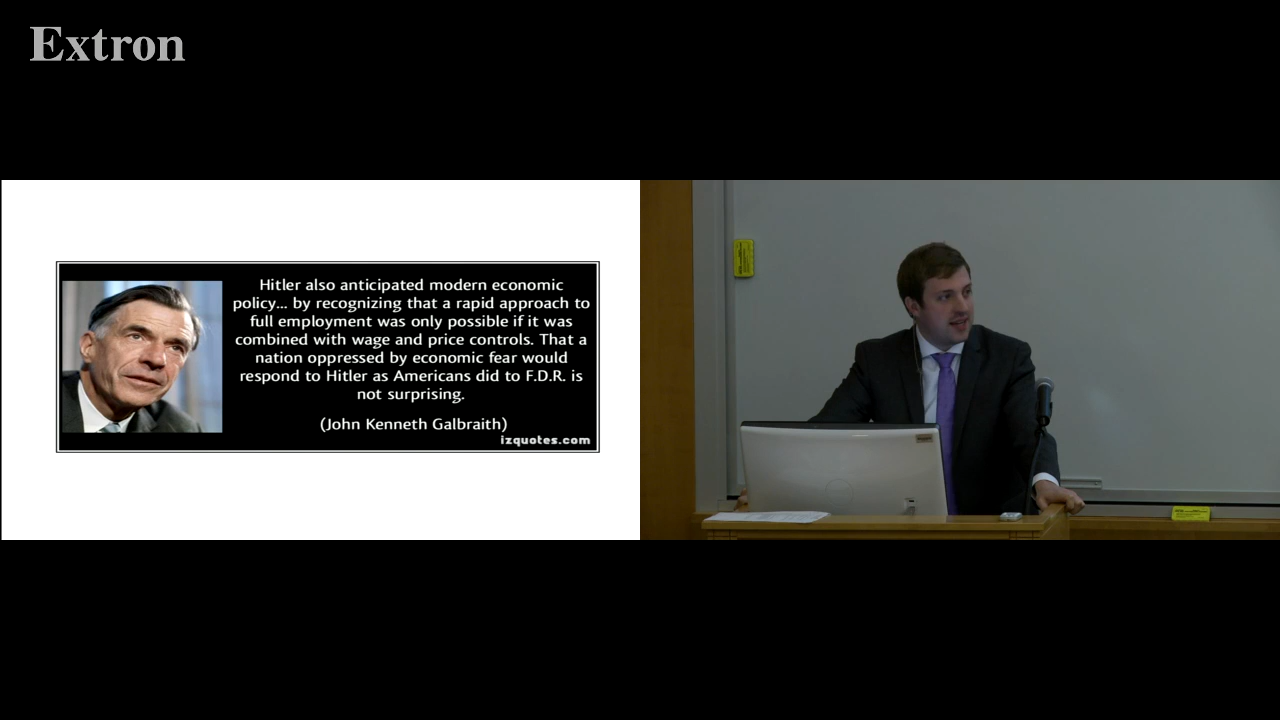 Extron
Hitler also anticipated modern economic
policy... by recognizing that a rapid approach to
full employment was only possible if it was
combined with wage and price controls. That a
nation oppressed by economic fear would
respond to Hitler as Americans did to F.D.R. is
not surprising.
(John Kenneth Galbraith)
izquotes.com